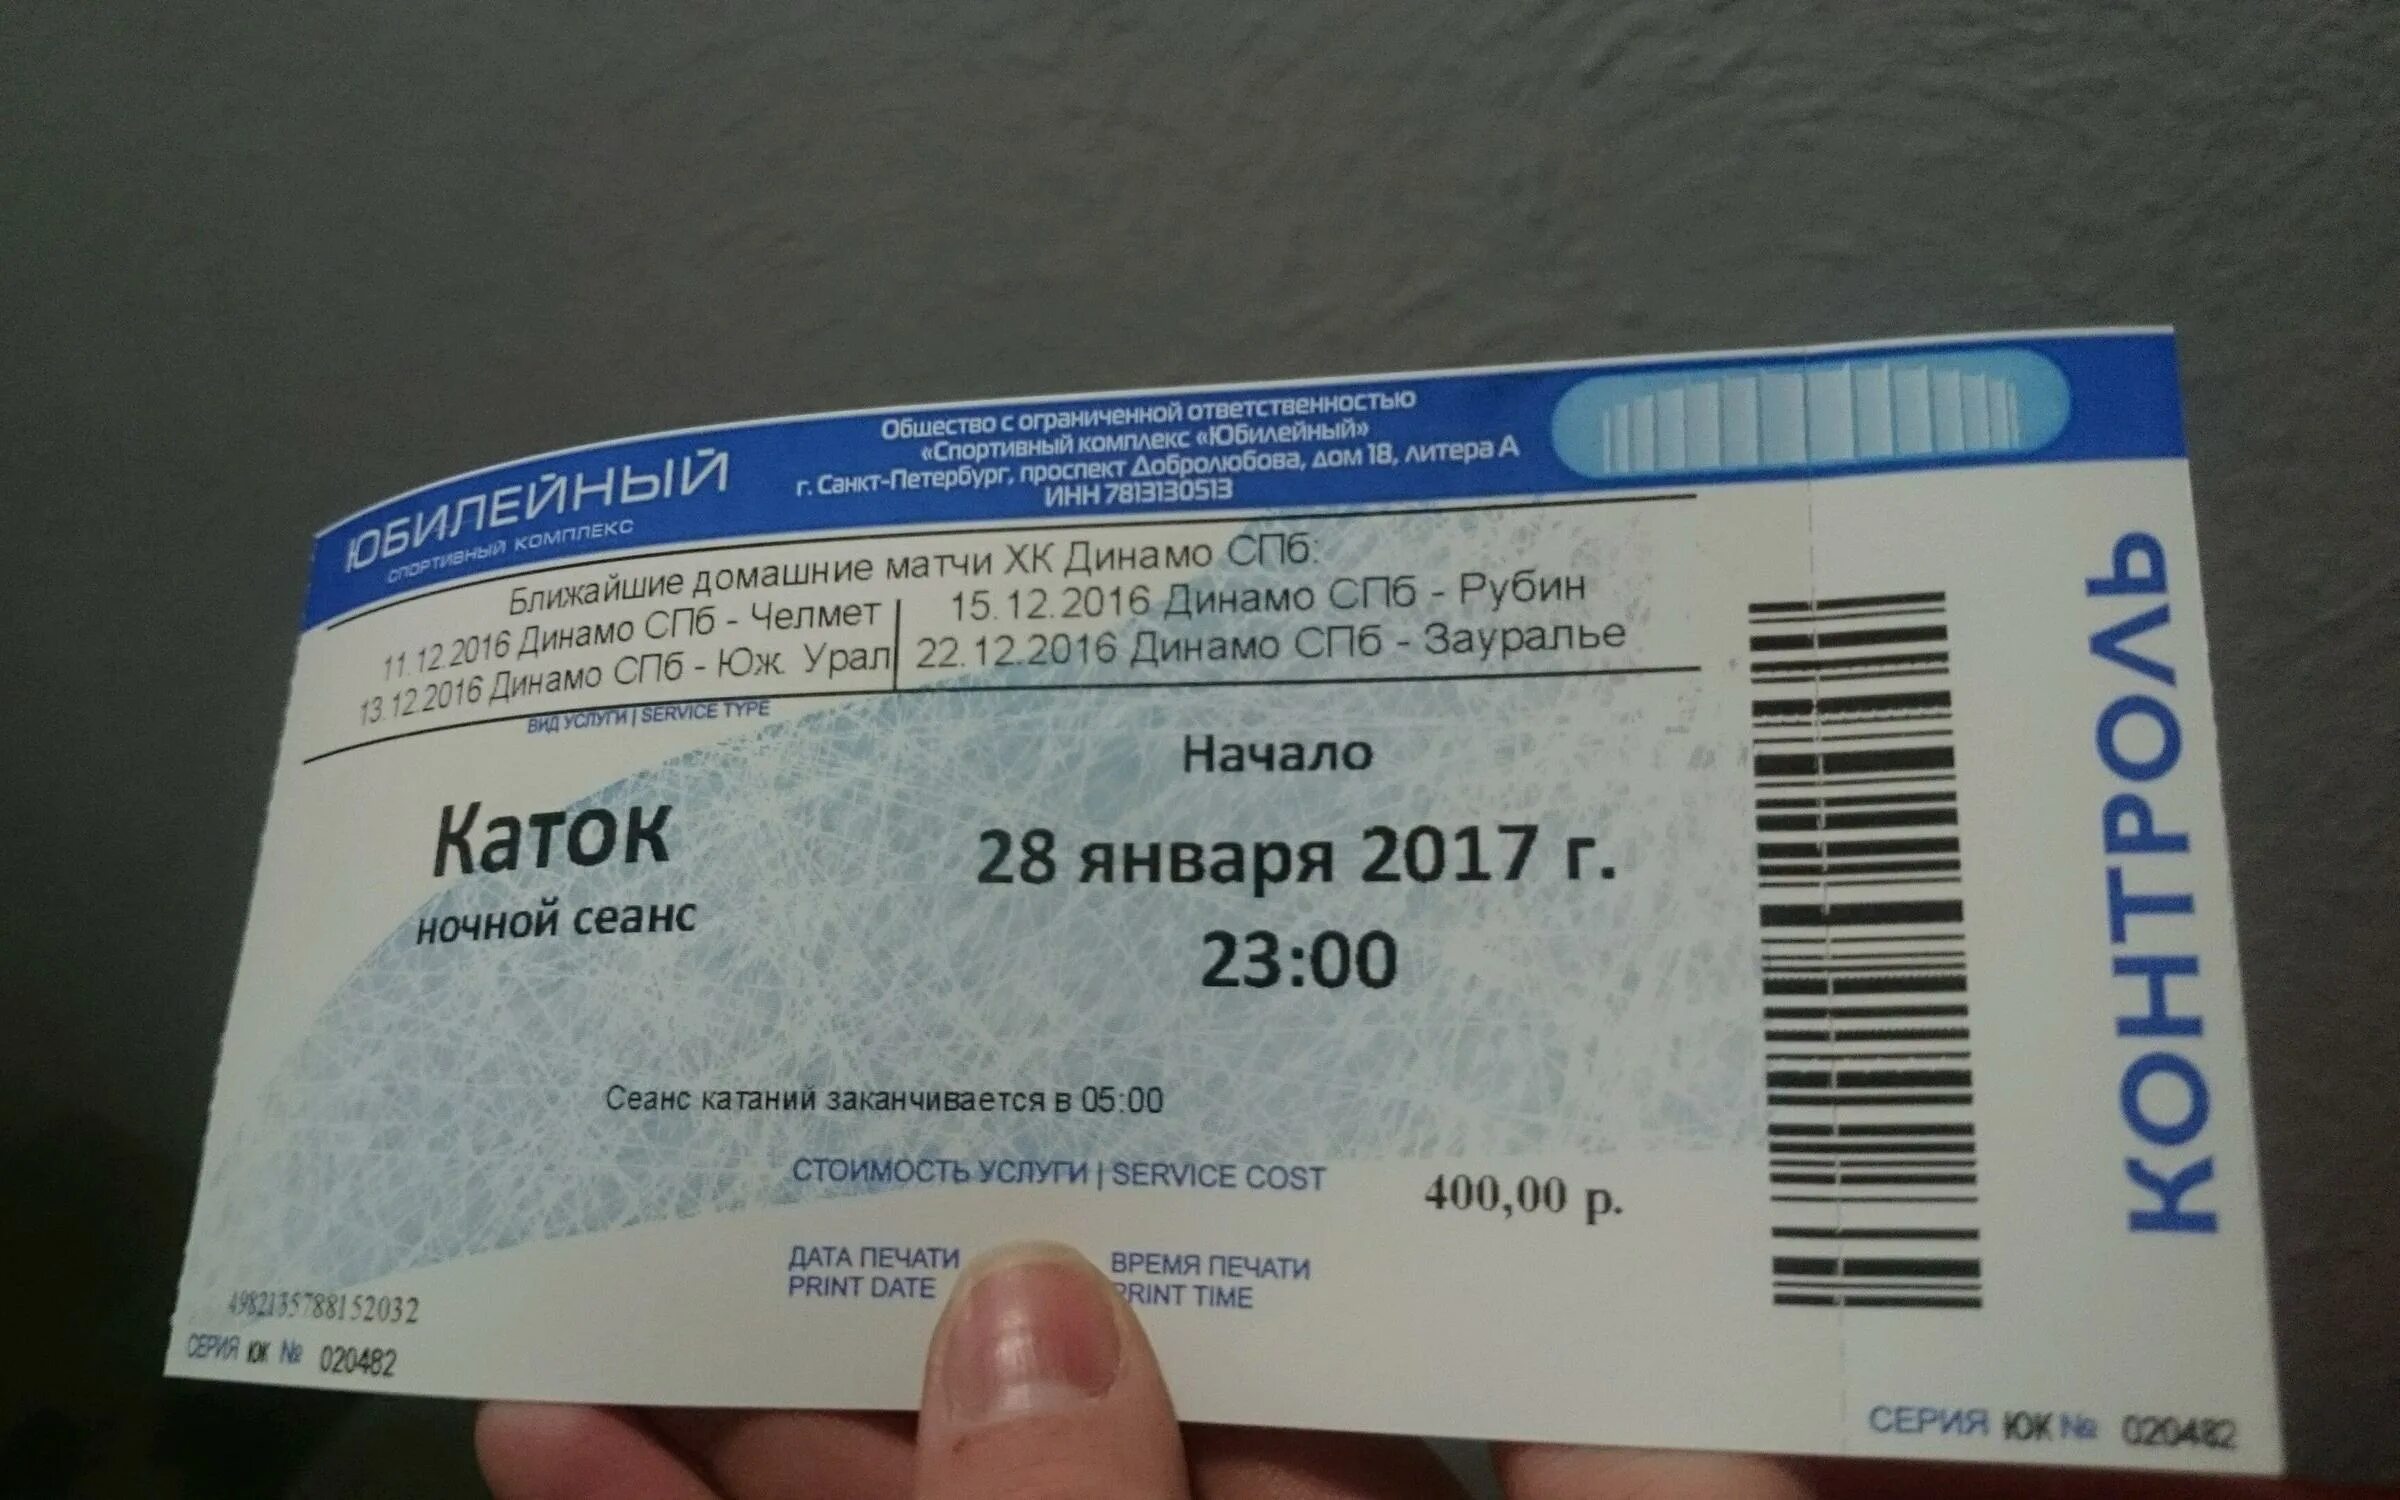 ЮБИЛЕЙНЫЙ
СПОРТИВНЫЙ КОМПЛЕКС
Общество с ограниченной ответственностью
«Спортивный комплекс «Юбилейный»
г. Санкт-Петербург, проспект Добролюбова, дом 18, литера А
ИНН 7813130513
Ближайшие домашние матчи ХК Динамо СПб:
11.12.2016 Динамо СПб - Челмет
13.12.2016 Динамо СПб - Юж. Урал
15.12.2016 Динамо СПб - Рубин
22.12.2016 Динамо СПб - Зауралье
ВИД УСЛУГИ | SERVICE TYPE
Каток
ночной сеанс
Начало
28 января 2017 г.
23:00
Сеанс катаний заканчивается в 05:00
СТОИМОСТЬ УСЛУГИ | SERVICE COST 400,00 р.
ДАТА ПЕЧАТИ
PRINT DATE
ВРЕМЯ ПЕЧАТИ
PRINT TIME
4982135788152032
СЕРИЯ ЮК № 020482
КОНТРОЛЬ
СЕРИЯ ЮК № 020482